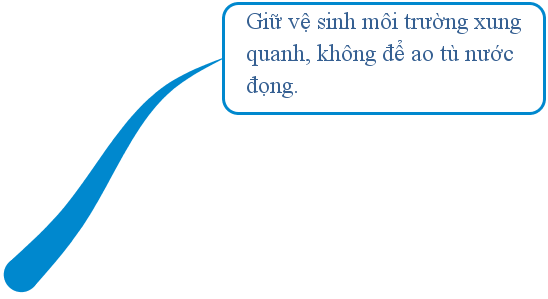 Giữ vệ sinh môi trường xung
quanh, không để ao tù nước
đọng.